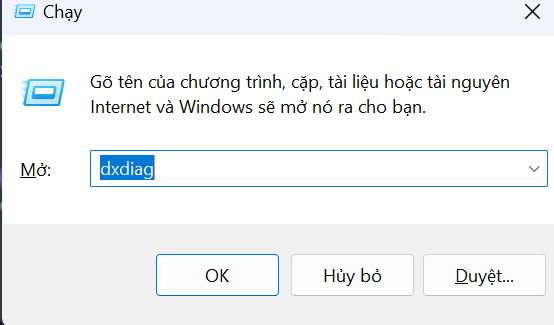 Chạy
Gõ tên của chương trình, cặp, tài liệu hoặc tài nguyên
Internet và Windows sẽ mở nó ra cho bạn.
Mở:
dxdiag
OK
Hủy bỏ
Duyệt...